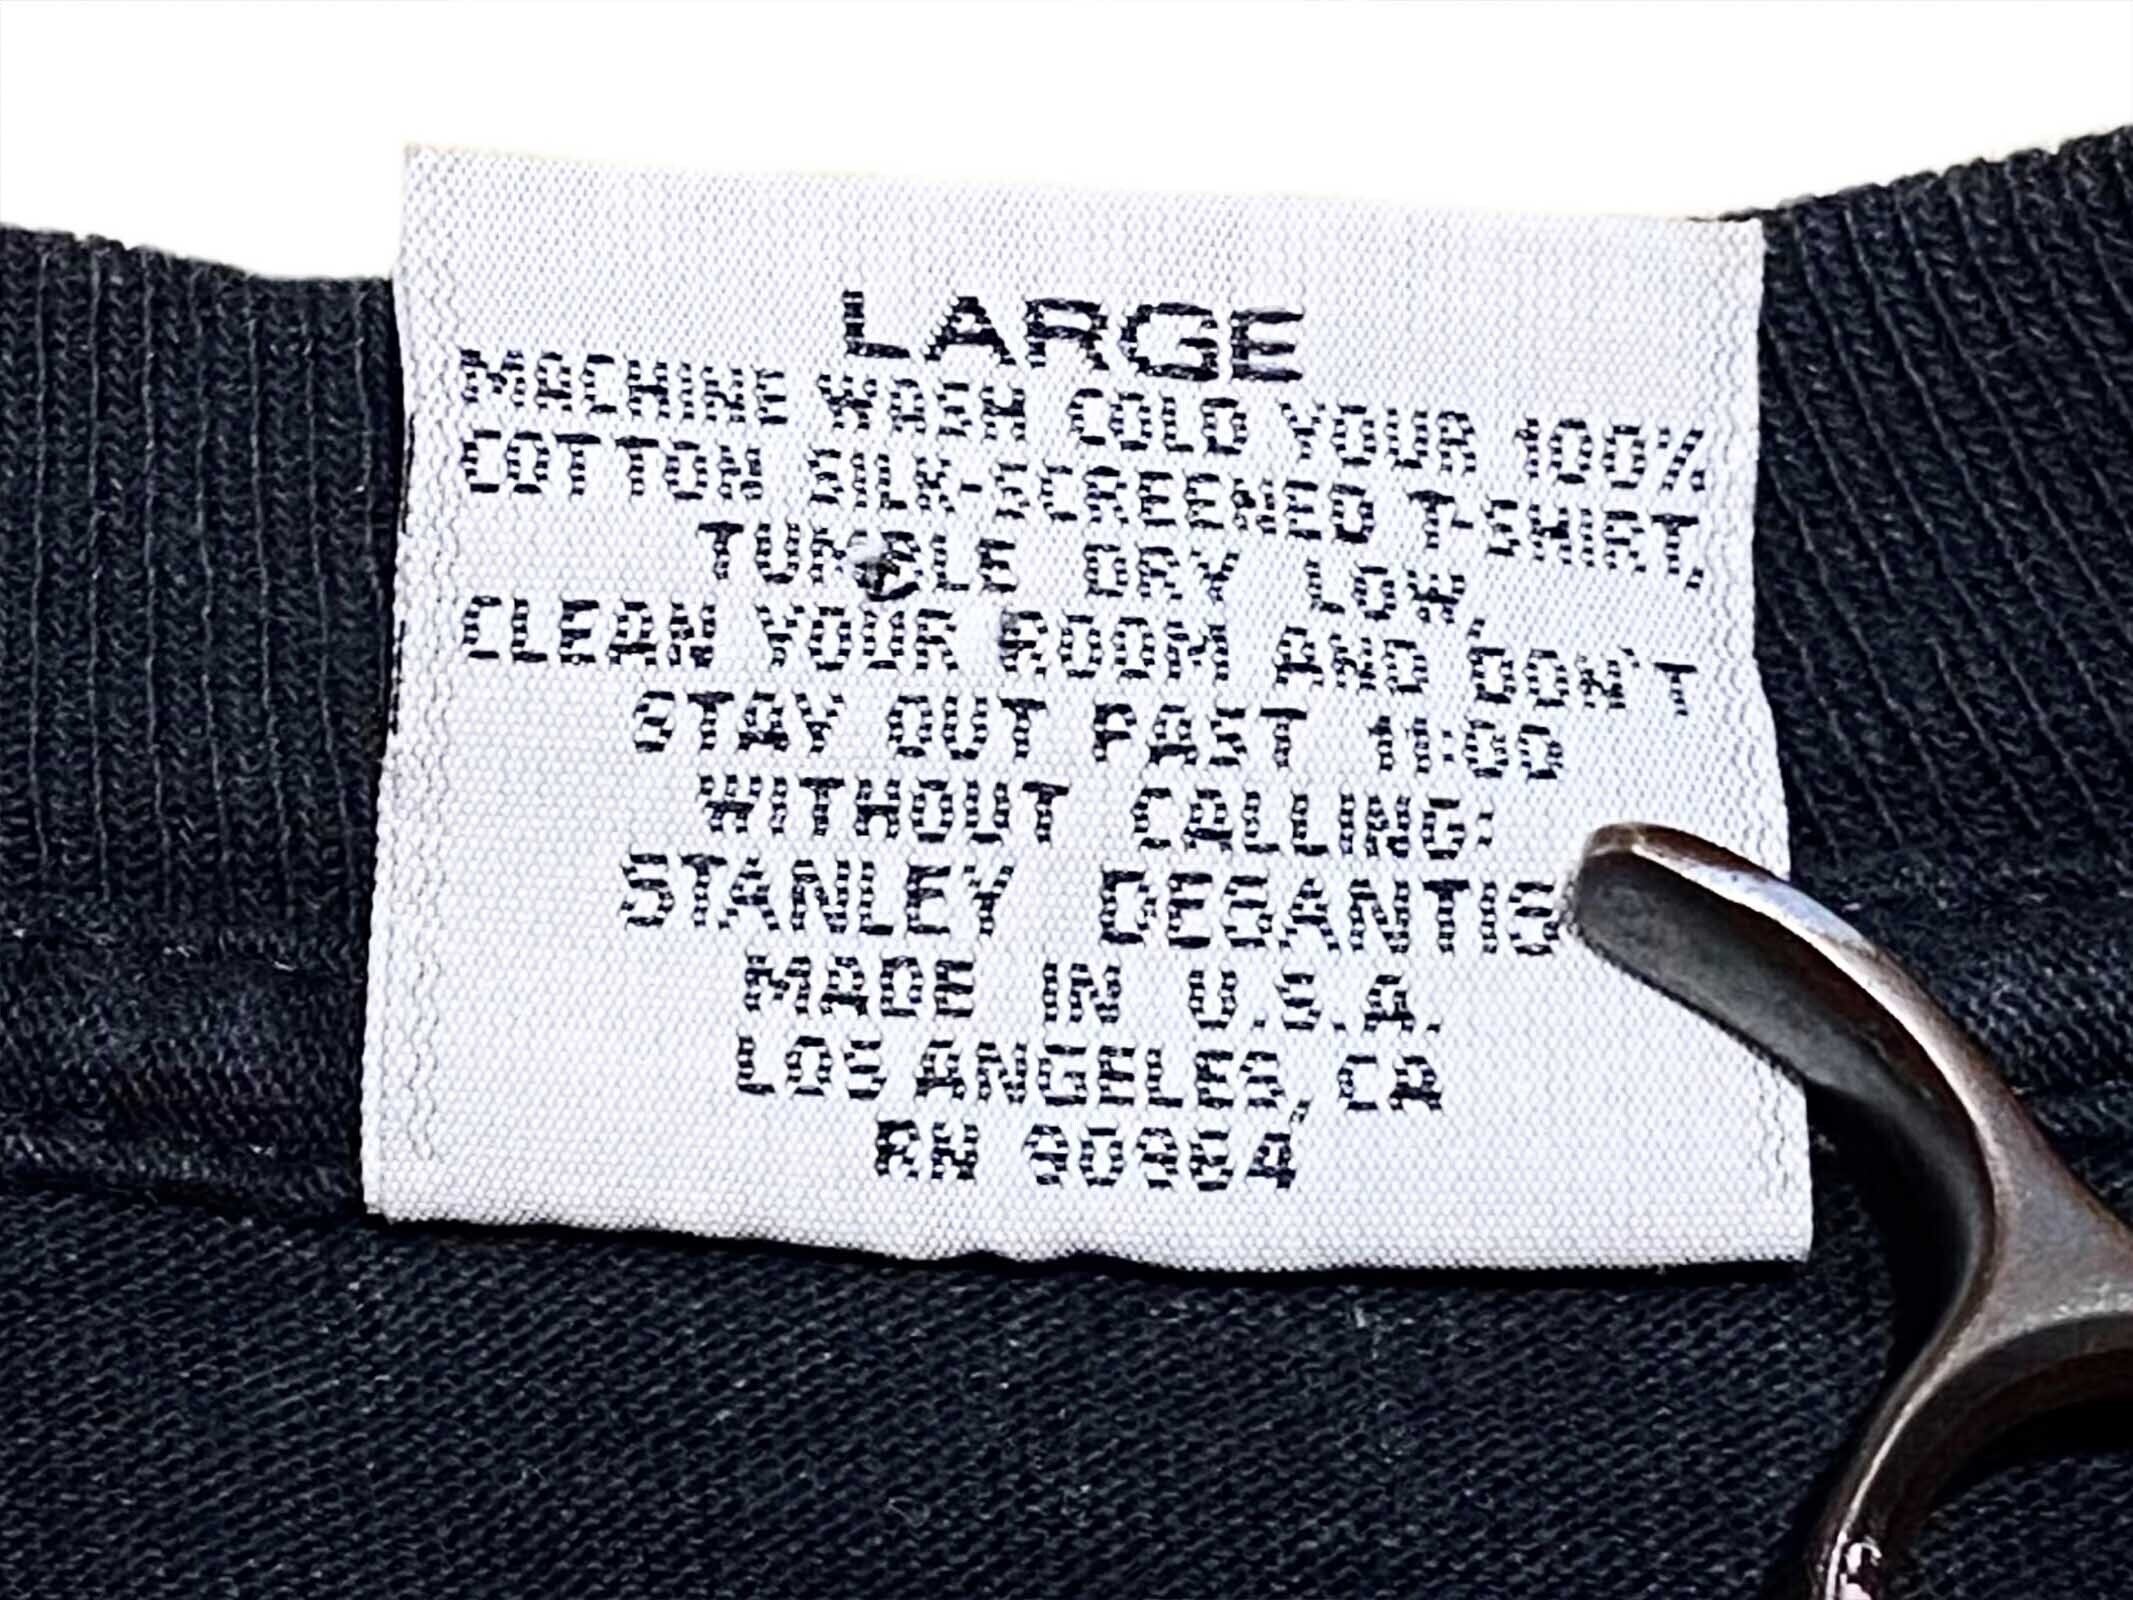 LARGE
MACHINE WASH COLD YOUR 100%
COTTON SILK-SCREENED T-SHIRT,
TUMBLE DRY LOW,
CLEAN YOUR ROOM AND DON'T
STAY OUT PAST 11:00
WITHOUT CALLING:
STANLEY DESANTIS
MADE IN U.S.A.
LOS ANGELES, CA
RN 90964